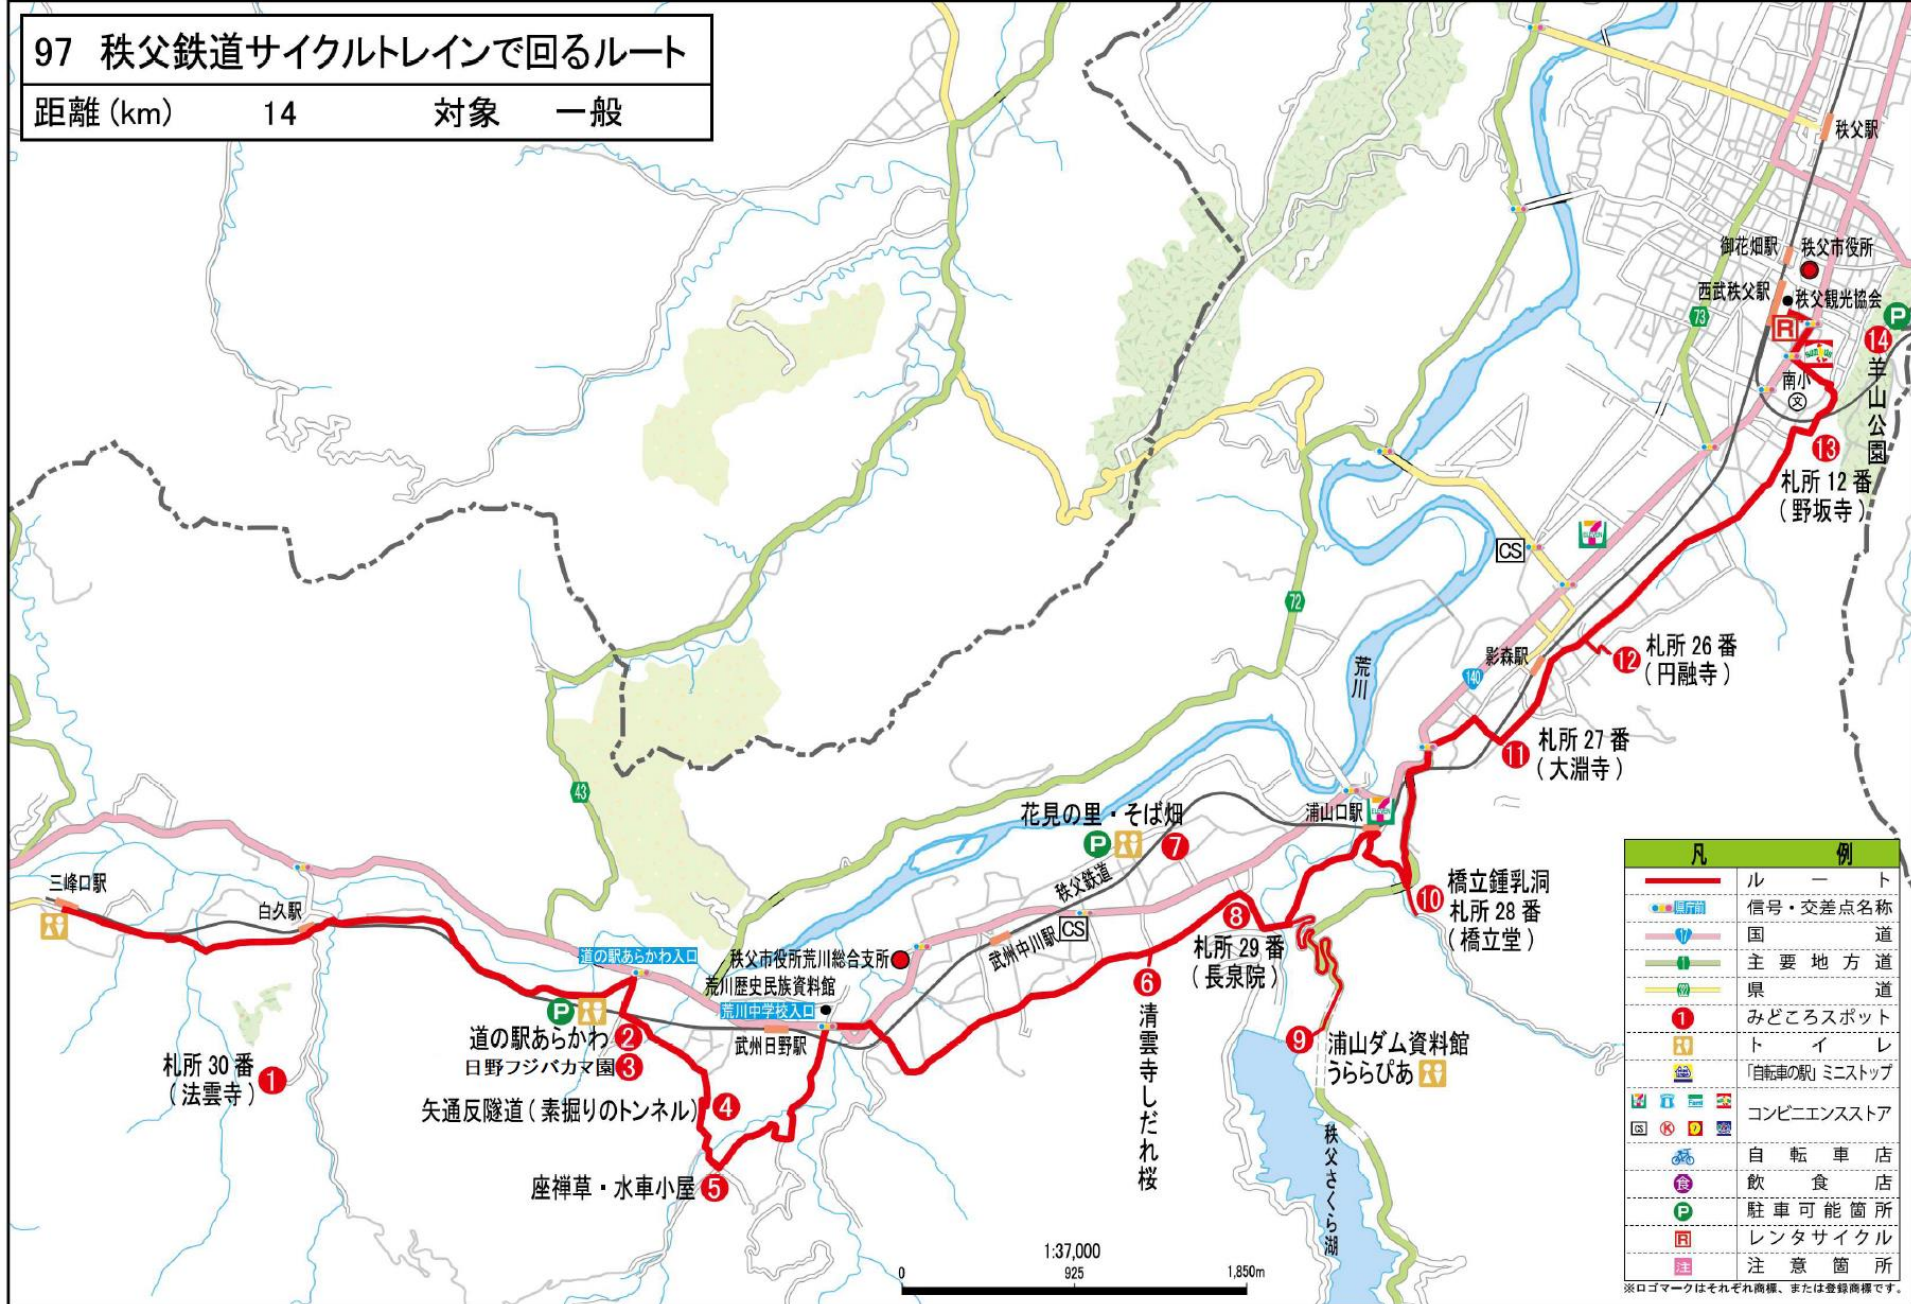 97 秩父鉄道サイクルトレインで回るルート
距離(km) 14 対象 一般
秩父駅
御花畑駅
秩父市役所
西武秩父駅
秩父観光協会
R
P
73
14
羊山公園
南小
文
13
札所 12 番
(野坂寺)
CS
72
荒川
影森駅
140
12
札所 26 番
(円融寺)
11
札所 27 番
(大淵寺)
43
花見の里・そば畑
P
7
浦山口駅
秩父鉄道
三峰口駅
白久駅
10
橋立鍾乳洞
札所 28 番
(橋立堂)
8
札所 29 番
(長泉院)
CS
武州中川駅
道の駅あらかわ入口
秩父市役所荒川総合支所
荒川歴史民族資料館
荒川中学校入口
武州日野駅
6
清雲寺しだれ桜
P
道の駅あらかわ
2
日野フジバカマ園
3
9
浦山ダム資料館
うららぴあ
札所 30 番
(法雲寺)
1
矢通反隧道(素掘りのトンネル)
4
座禅草・水車小屋
5
秩父さくら湖
1:37,000
0 925 1,850m
凡例
ルート
県庁前 信号・交差点名称
17 国道
主要地方道
県道
1 みどころスポット
トイレ
「自転車の駅」ミニストップ
CS K コンビニエンスストア
自転車店
食 飲食店
P 駐車可能箇所
R レンタサイクル
注 注意箇所
※ロゴマークはそれぞれ商標、または登録商標です。